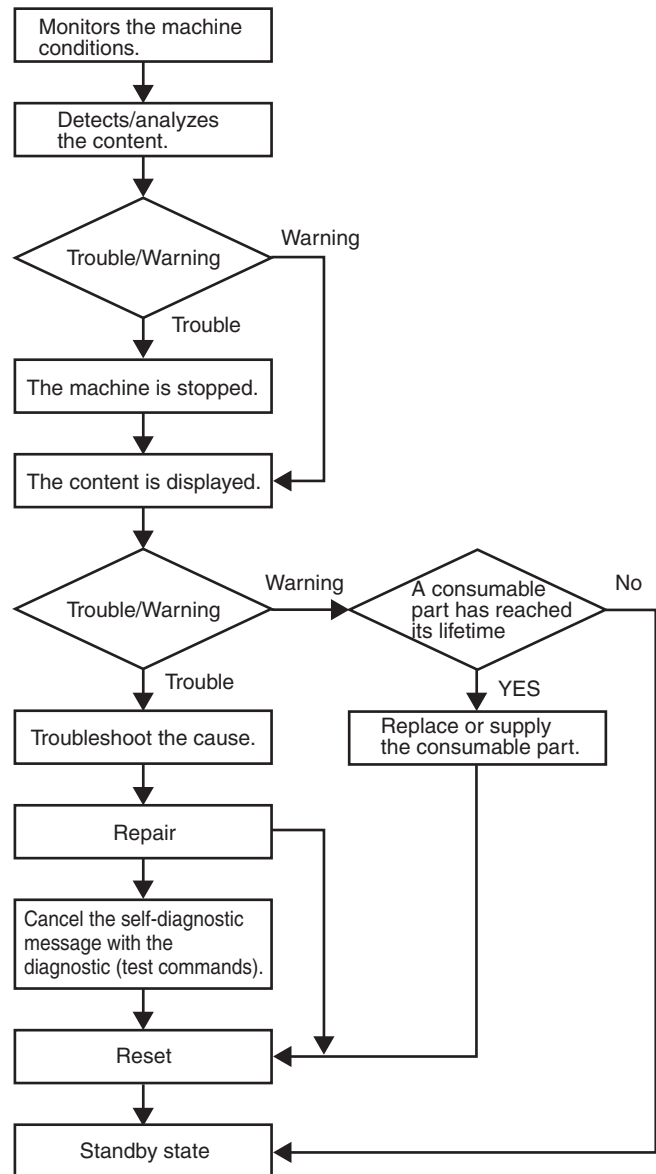 Monitors the machine
conditions.
Detects/analyzes
the content.
Trouble/Warning
Warning
Trouble
The machine is stopped.
The content is displayed.
Trouble/Warning
Warning
A consumable
part has reached
its lifetime
No
Trouble
YES
Troubleshoot the cause.
Replace or supply
the consumable part.
Repair
Cancel the self-diagnostic
message with the
diagnostic (test commands).
Reset
Standby state